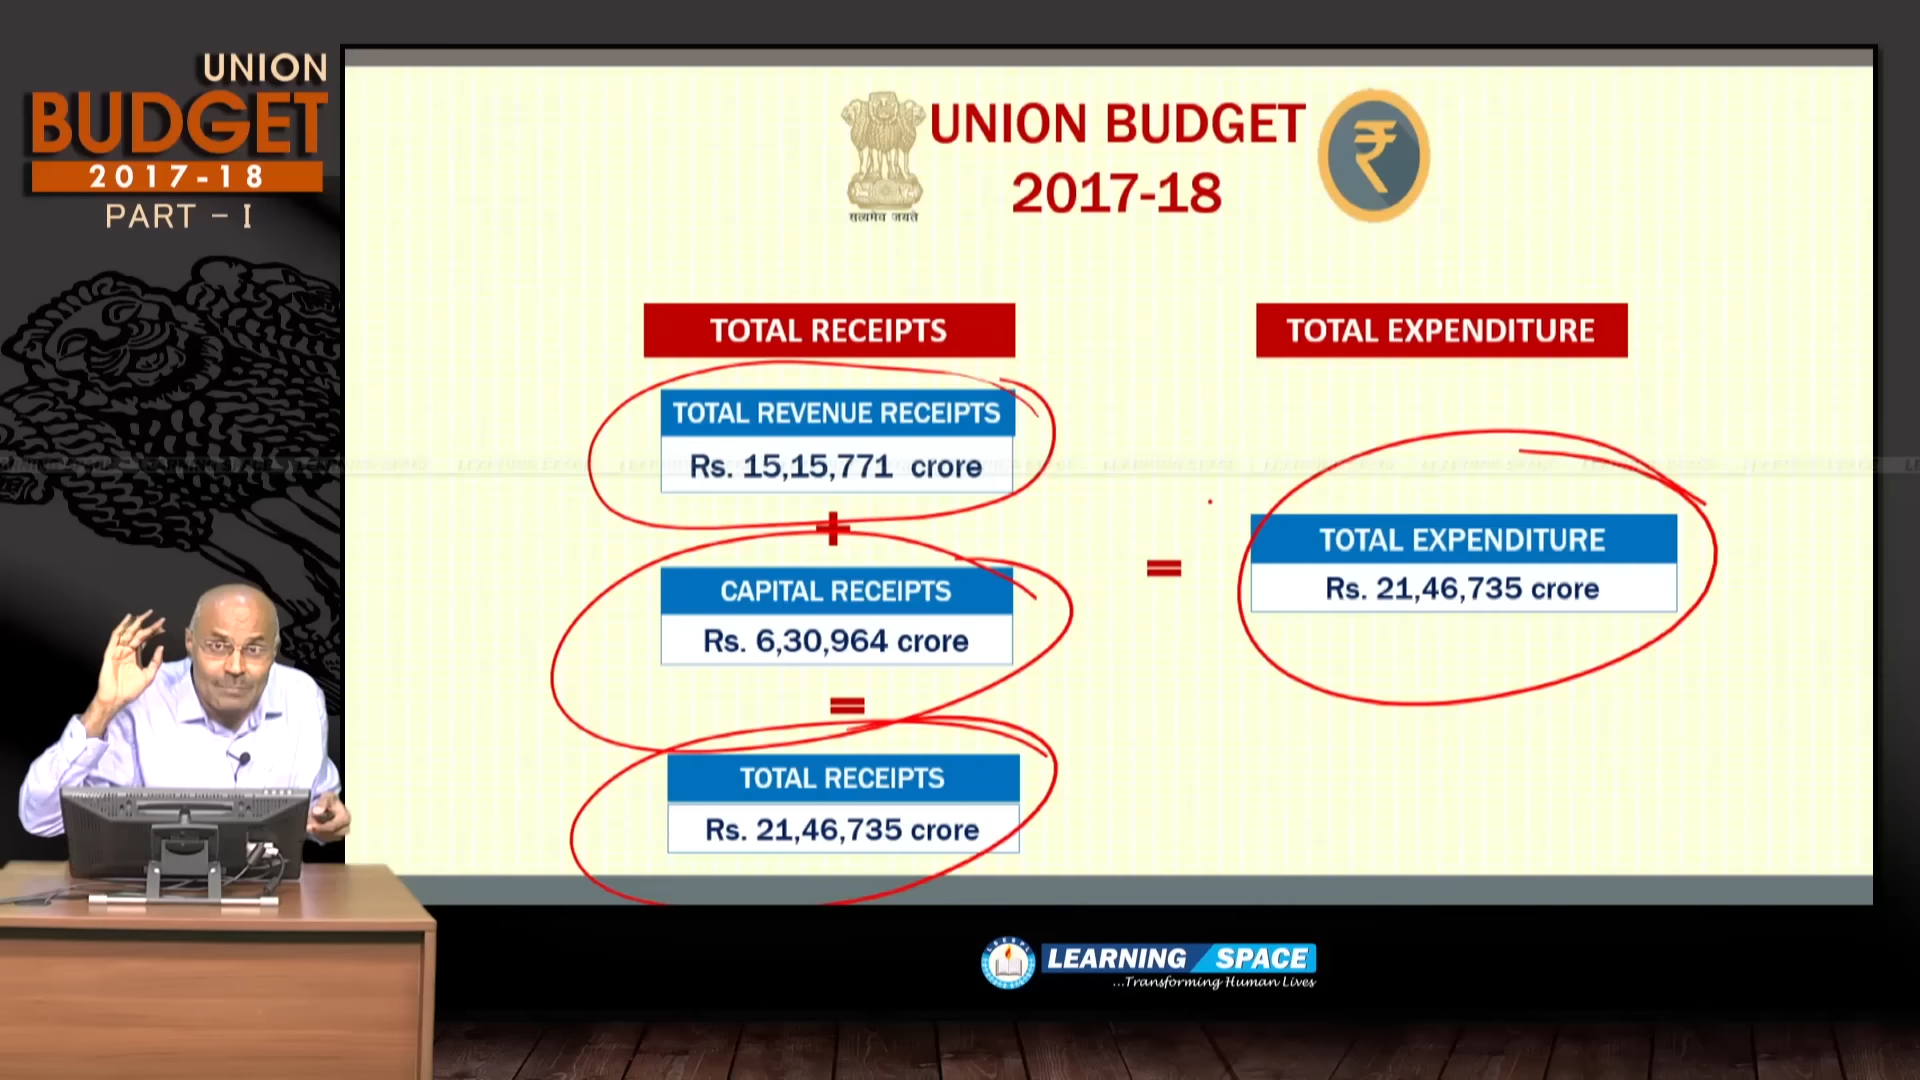 UNION
BUDGET
2017-18
PART – I
UNION BUDGET
2017-18
सत्यमेव जयते
TOTAL RECEIPTS
TOTAL EXPENDITURE
TOTAL REVENUE RECEIPTS
Rs. 15,15,771 crore
+
CAPITAL RECEIPTS
Rs. 6,30,964 crore
=
TOTAL RECEIPTS
Rs. 21,46,735 crore
=
TOTAL EXPENDITURE
Rs. 21,46,735 crore
LEARNING SPACE
...Transforming Human Lives